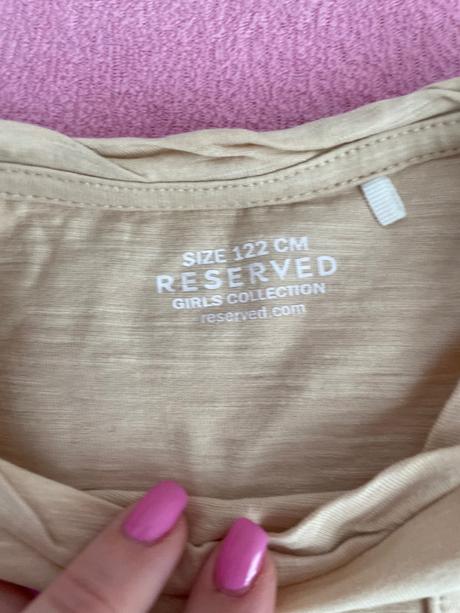 SIZE 122 CM
RESERVED
GIRLS COLLECTION
reserved.com